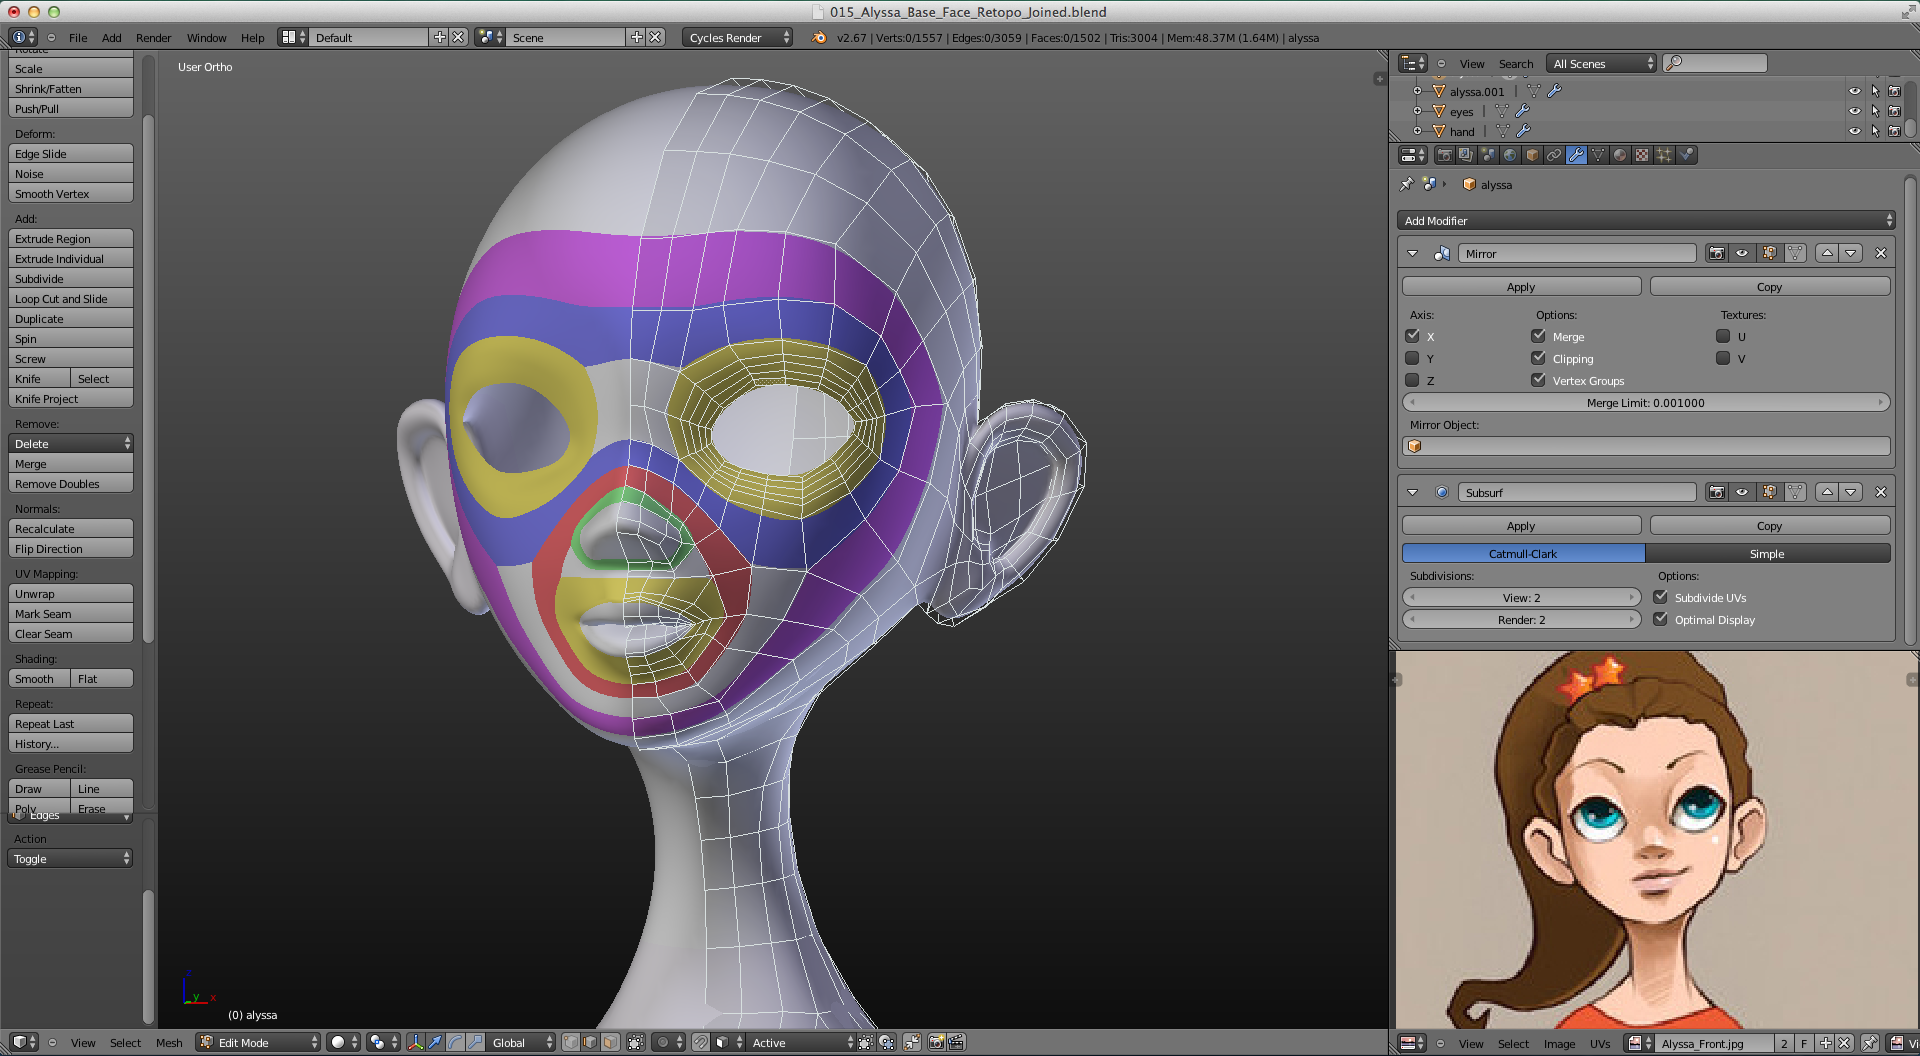 015_Alyssa_Base_Face_Retopo_Joined.blend
File Add Render Window Help Default Scene Cycles Render v2.67 | Verts:0/1557 | Edges:0/3059 | Faces:0/1502 | Tris:3004 | Mem:48.37M (1.64M) | alyssa
Rotate
Scale
Shrink/Fatten
Push/Pull
Deform:
Edge Slide
Noise
Smooth Vertex
Add:
Extrude Region
Extrude Individual
Subdivide
Loop Cut and Slide
Duplicate
Spin
Screw
Knife Select
Knife Project
Remove:
Delete
Merge
Remove Doubles
Normals:
Recalculate
Flip Direction
UV Mapping:
Unwrap
Mark Seam
Clear Seam
Shading:
Smooth Flat
Repeat:
Repeat Last
History...
Grease Pencil:
Draw Line
Poly Erase
Edges
Action
Toggle
User Ortho
y x
(0) alyssa
View Select Mesh Edit Mode Global Active
View Search All Scenes
alyssa.001
eyes
hand
alyssa
Add Modifier
Mirror
Apply Copy
Axis: Options: Textures:
X Merge U
Y Clipping V
Z Vertex Groups
Merge Limit: 0.001000
Mirror Object:
Subsurf
Apply Copy
Catmull-Clark Simple
Subdivisions: Options:
View: 2 Subdivide UVs
Render: 2 Optimal Display
View Select Image UVs Alyssa_Front.jpg 2 F Vi